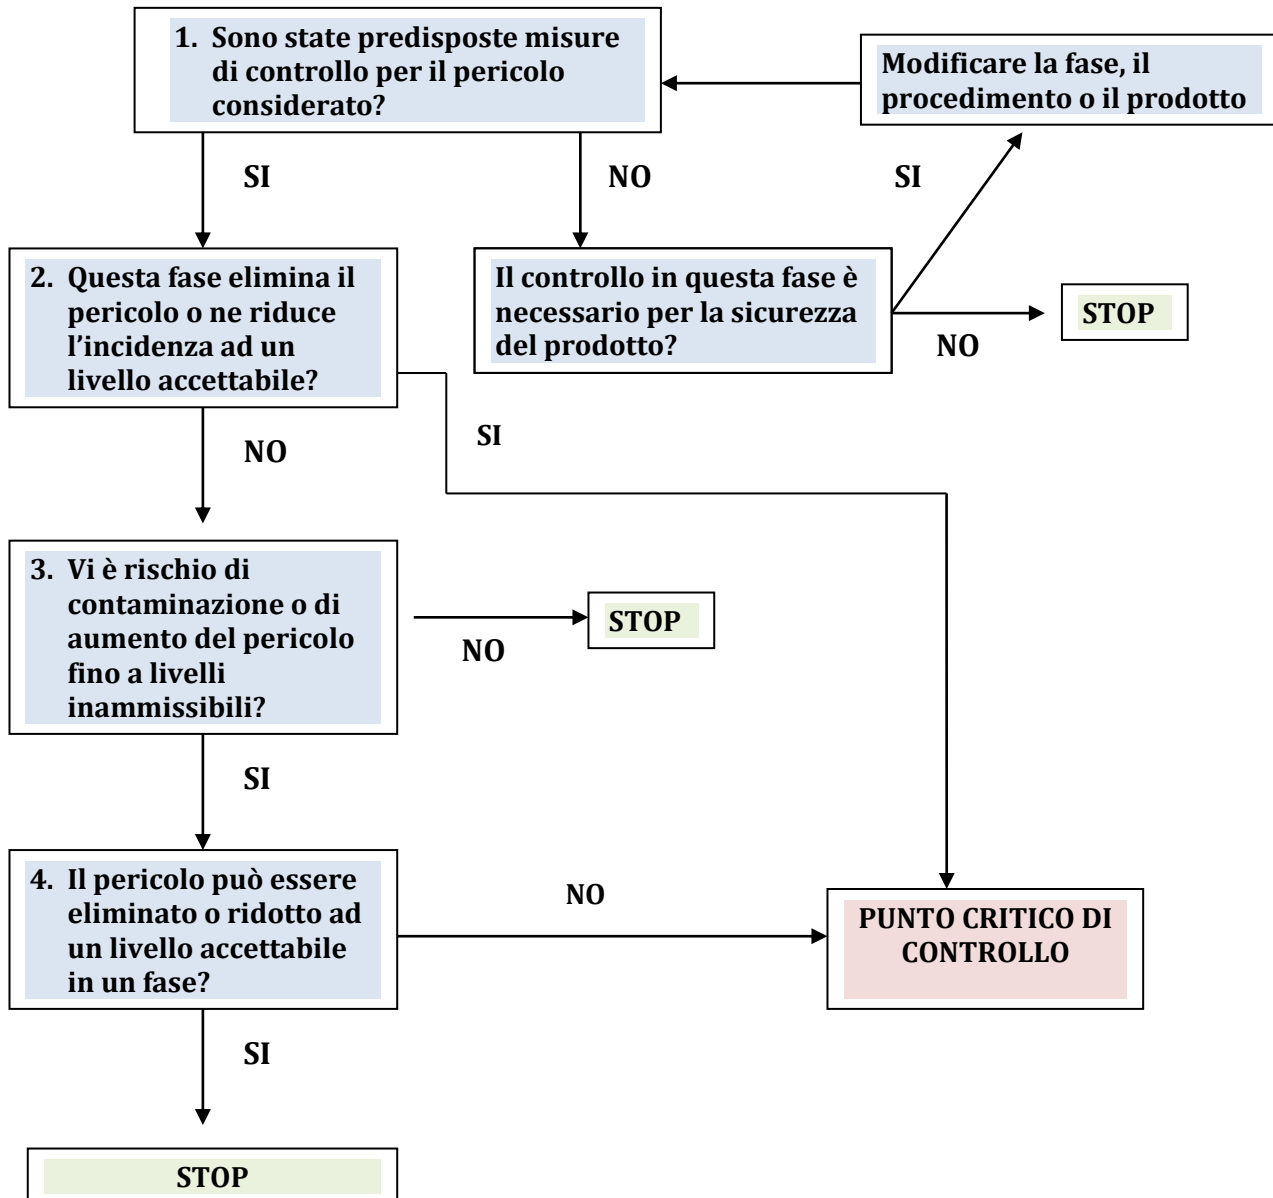 1. Sono state predisposte misure
di controllo per il pericolo
considerato?
Modificare la fase, il
procedimento o il prodotto
SI
NO
SI
2. Questa fase elimina il
pericolo o ne riduce
l’incidenza ad un
livello accettabile?
Il controllo in questa fase è
necessario per la sicurezza
del prodotto?
STOP
NO
SI
NO
3. Vi è rischio di
contaminazione o di
aumento del pericolo
fino a livelli
inammissibili?
STOP
NO
SI
4. Il pericolo può essere
eliminato o ridotto ad
un livello accettabile
in un fase?
NO
PUNTO CRITICO DI
CONTROLLO
SI
STOP